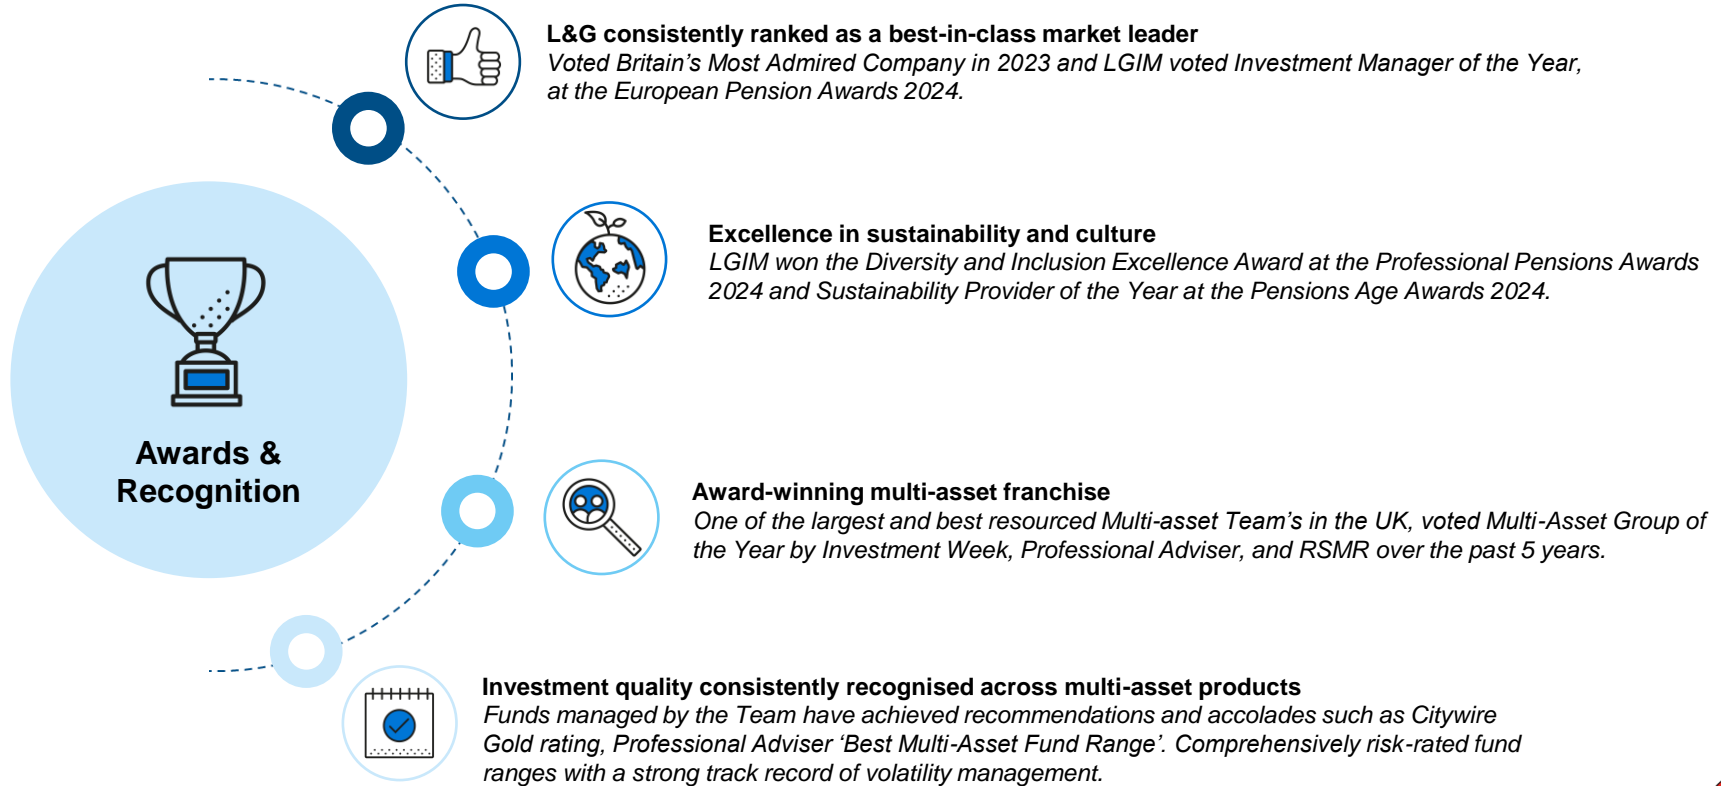 L&G consistently ranked as a best-in-class market leader
Voted Britain’s Most Admired Company in 2023 and LGIM voted Investment Manager of the Year,
at the European Pension Awards 2024.
Excellence in sustainability and culture
LGIM won the Diversity and Inclusion Excellence Award at the Professional Pensions Awards
2024 and Sustainability Provider of the Year at the Pensions Age Awards 2024.
Awards &
Recognition
Award-winning multi-asset franchise
One of the largest and best resourced Multi-asset Team’s in the UK, voted Multi-Asset Group of
the Year by Investment Week, Professional Adviser, and RSMR over the past 5 years.
Investment quality consistently recognised across multi-asset products
Funds managed by the Team have achieved recommendations and accolades such as Citywire
Gold rating, Professional Adviser ‘Best Multi-Asset Fund Range’. Comprehensively risk-rated fund
ranges with a strong track record of volatility management.